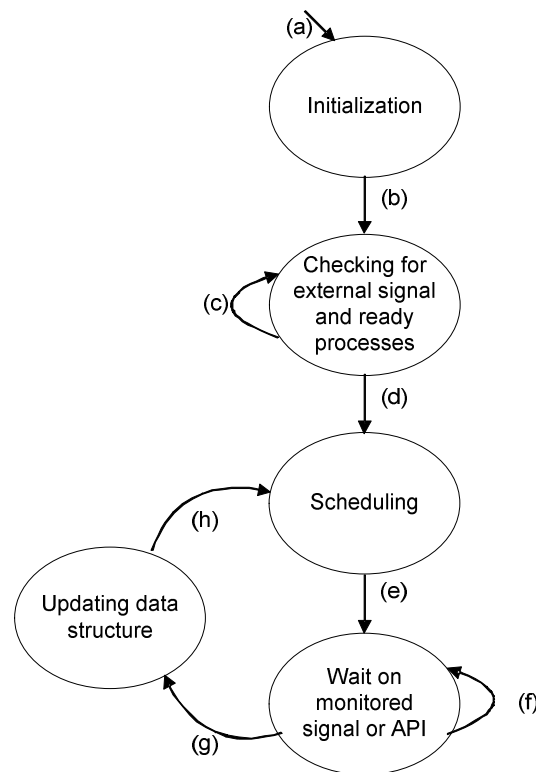 (a)
Initialization
(b)
Checking for
external signal
and ready
processes
(c)
(d)
Scheduling
(h)
(e)
Updating data
structure
Wait on
monitored
signal or API
(f)
(g)